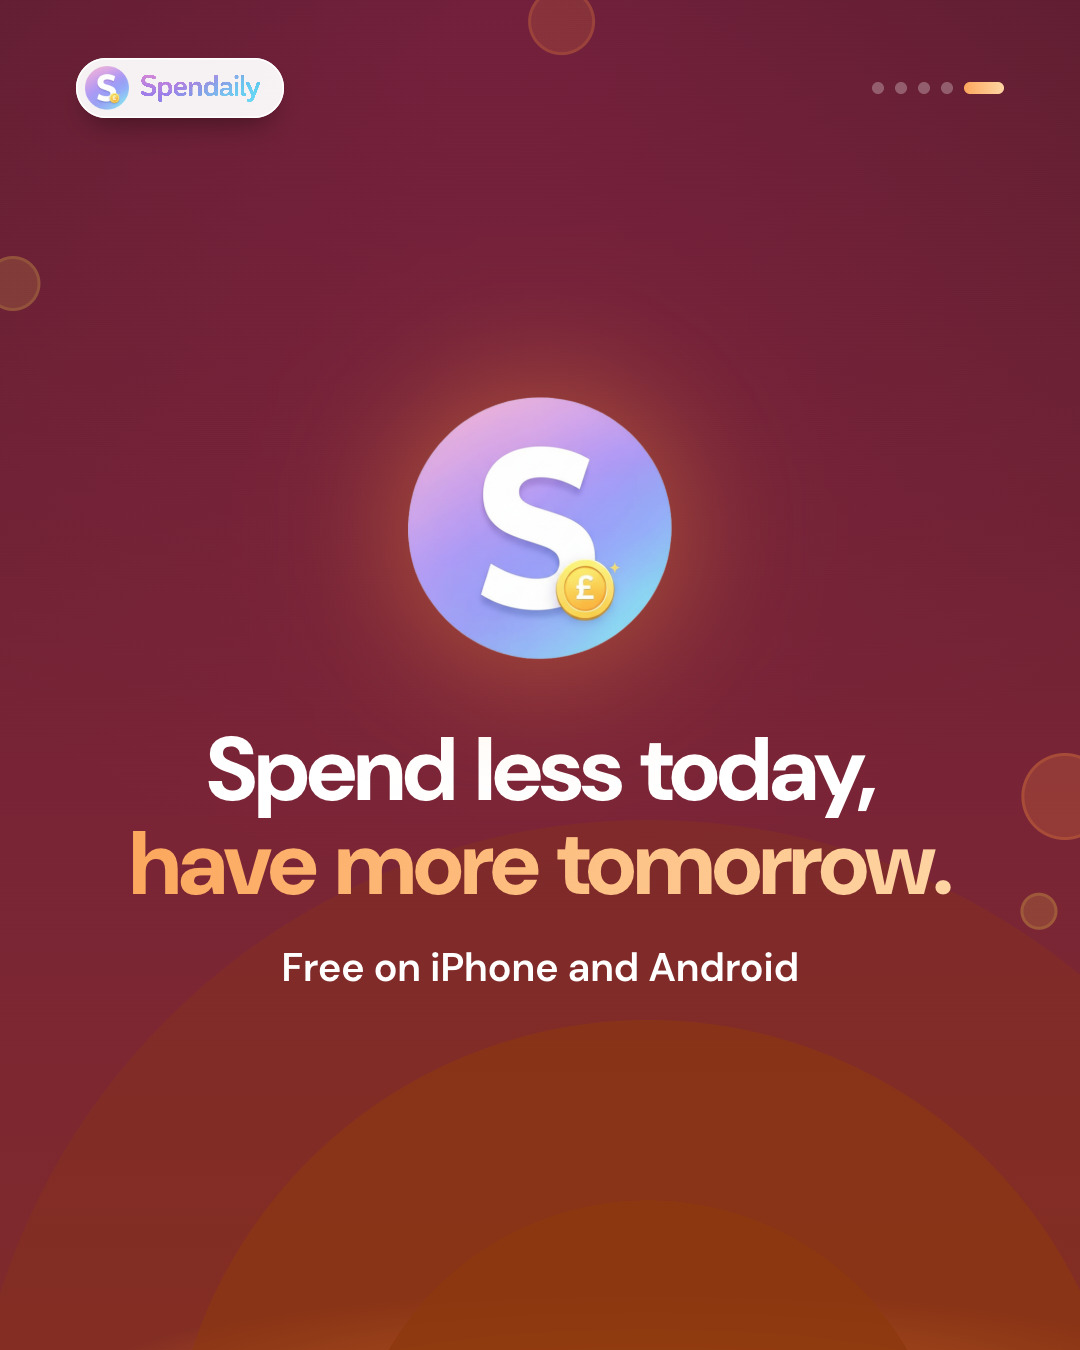 S Spendaily
S
£
Spend less today,
have more tomorrow.
Free on iPhone and Android